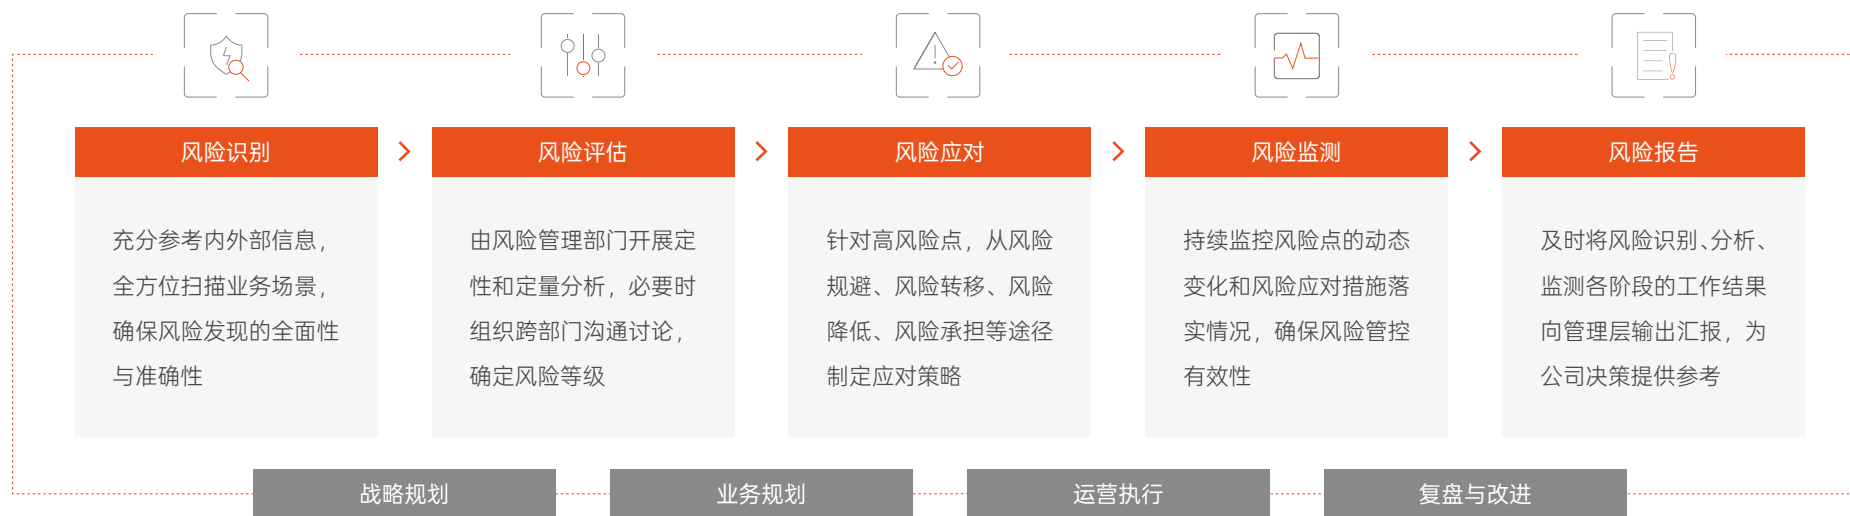 风险识别
充分参考内外部信息，
全方位扫描业务场景，
确保风险发现的全面性
与准确性
风险评估
由风险管理部门开展定
性和定量分析，必要时
组织跨部门沟通讨论，
确定风险等级
风险应对
针对高风险点，从风险
规避、风险转移、风险
降低、风险承担等途径
制定应对策略
风险监测
持续监控风险点的动态
变化和风险应对措施落
实情况，确保风险管控
有效性
风险报告
及时将风险识别、分析、
监测各阶段的工作结果
向管理层输出汇报，为
公司决策提供参考
战略规划
业务规划
运营执行
复盘与改进